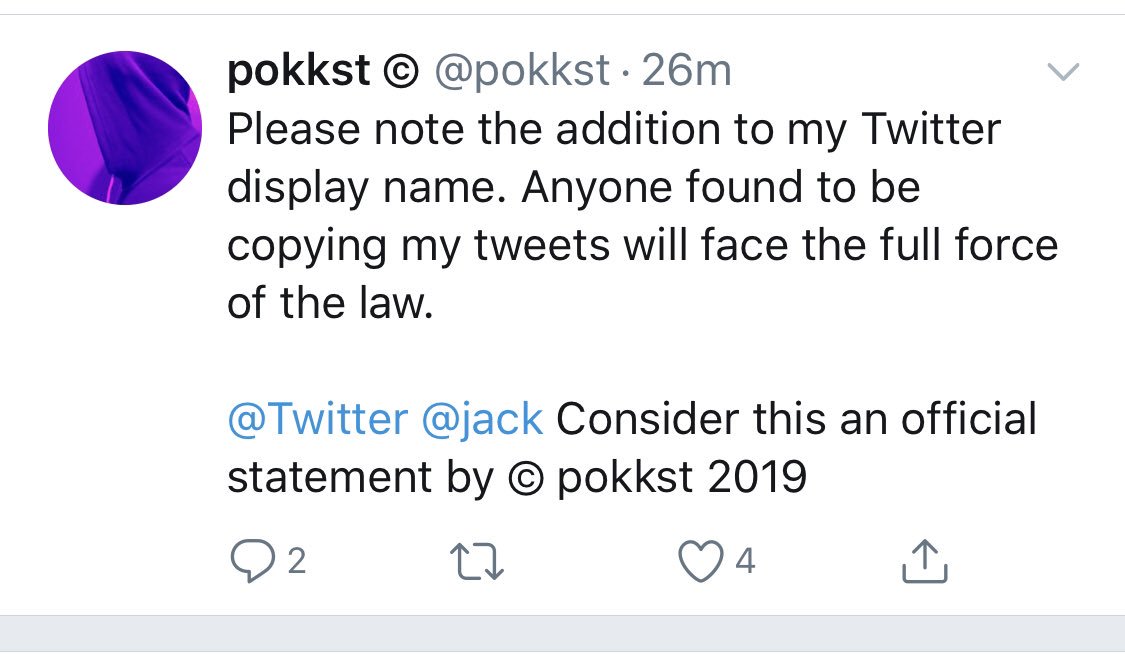 pokkst © @pokkst · 26m
Please note the addition to my Twitter
display name. Anyone found to be
copying my tweets will face the full force
of the law.
@Twitter @jack Consider this an official
statement by © pokkst 2019
2 4